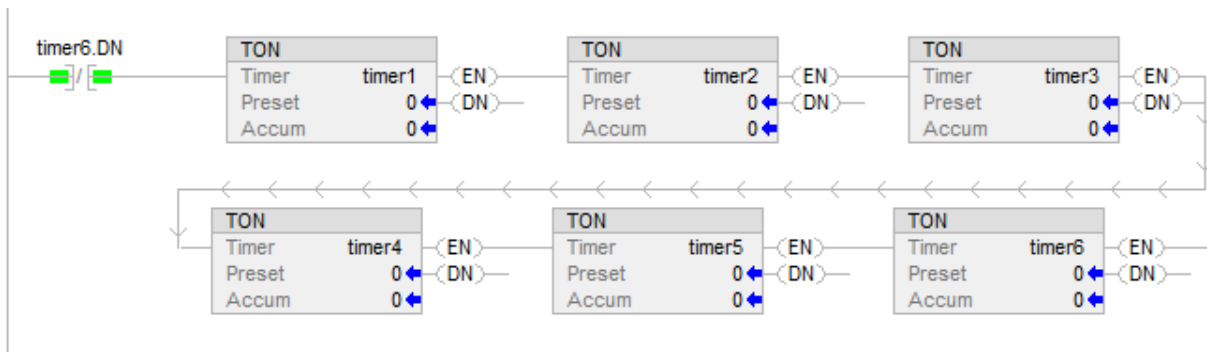 timer6.DN
TON TON TON
Timer timer1 (EN) Timer timer2 (EN) Timer timer3 (EN)
Preset 0 (DN) Preset 0 (DN) Preset 0 (DN)
Accum 0 Accum 0 Accum 0
TON TON TON
Timer timer4 (EN) Timer timer5 (EN) Timer timer6 (EN)
Preset 0 (DN) Preset 0 (DN) Preset 0 (DN)
Accum 0 Accum 0 Accum 0